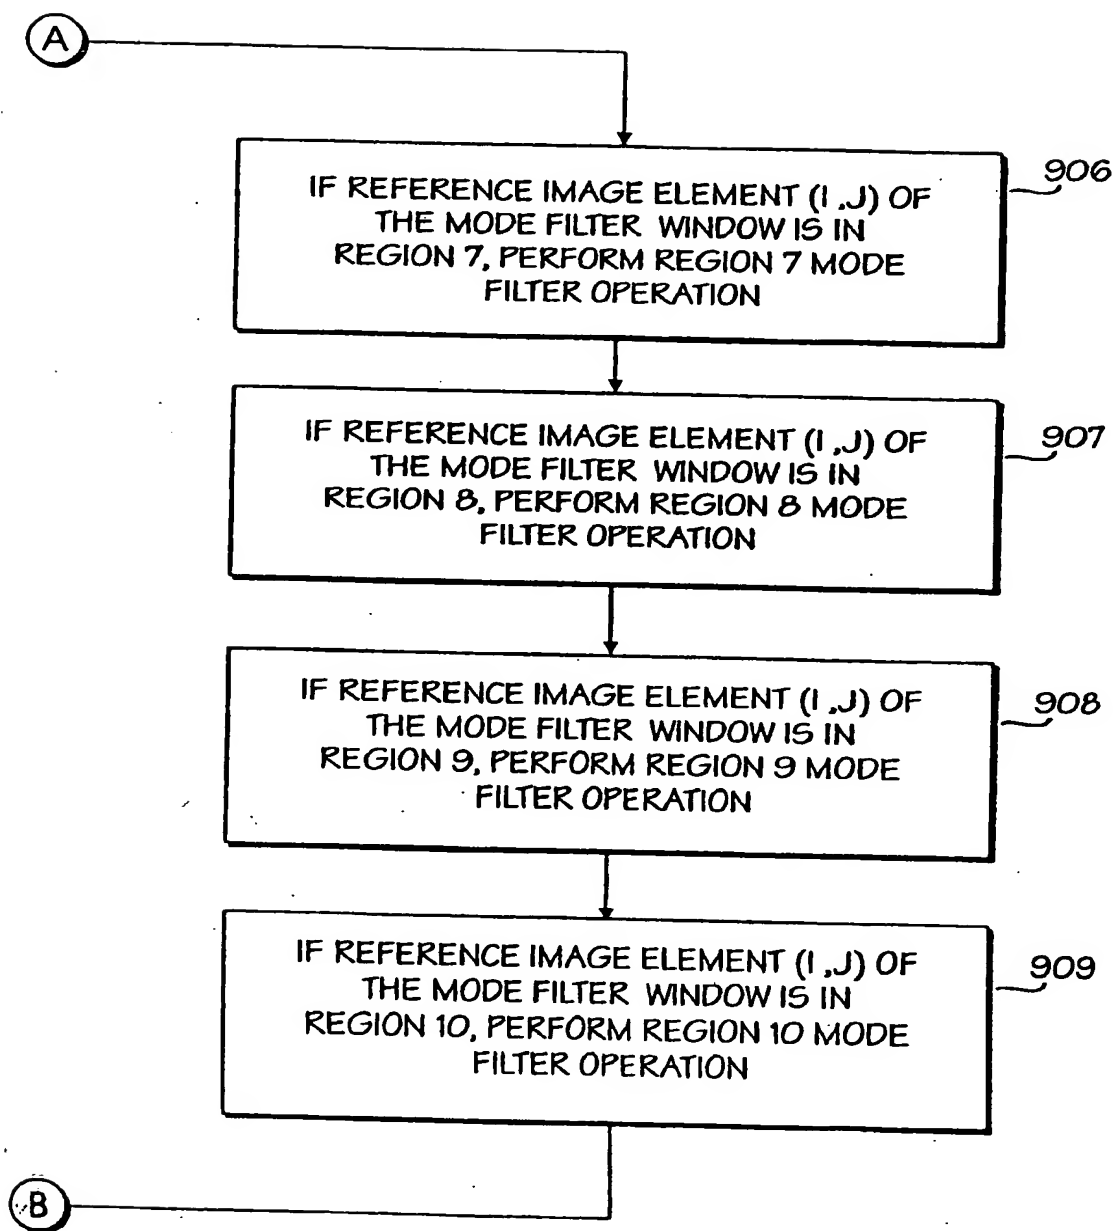 A
IF REFERENCE IMAGE ELEMENT (I ,J) OF
THE MODE FILTER WINDOW IS IN
REGION 7, PERFORM REGION 7 MODE
FILTER OPERATION
906
IF REFERENCE IMAGE ELEMENT (I ,J) OF
THE MODE FILTER WINDOW IS IN
REGION 8, PERFORM REGION 8 MODE
FILTER OPERATION
907
IF REFERENCE IMAGE ELEMENT (I ,J) OF
THE MODE FILTER WINDOW IS IN
REGION 9, PERFORM REGION 9 MODE
FILTER OPERATION
908
IF REFERENCE IMAGE ELEMENT (I ,J) OF
THE MODE FILTER WINDOW IS IN
REGION 10, PERFORM REGION 10 MODE
FILTER OPERATION
909
B